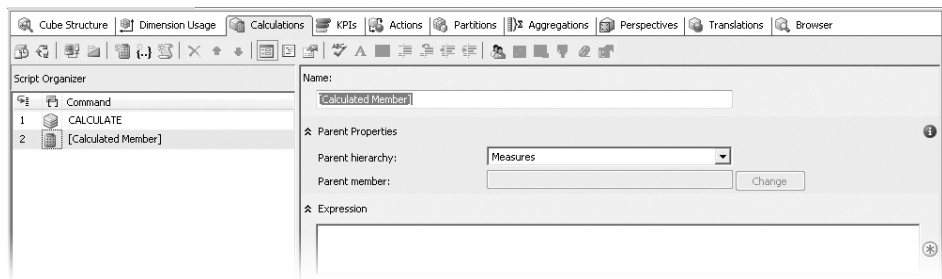 Cube Structure Dimension Usage Calculations KPIs Actions Partitions Aggregations Perspectives Translations Browser
Script Organizer
Command
1 CALCULATE
2 [Calculated Member]
Name:
[Calculated Member]
Parent Properties
Parent hierarchy: Measures
Parent member: Change
Expression